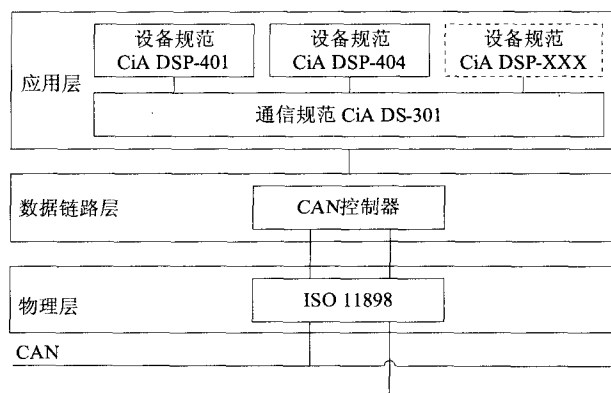 设备规范
CiA DSP-401
设备规范
CiA DSP-404
设备规范
CiA DSP-XXX
应用层
通信规范 CiA DS-301
数据链路层
CAN控制器
物理层
ISO 11898
CAN